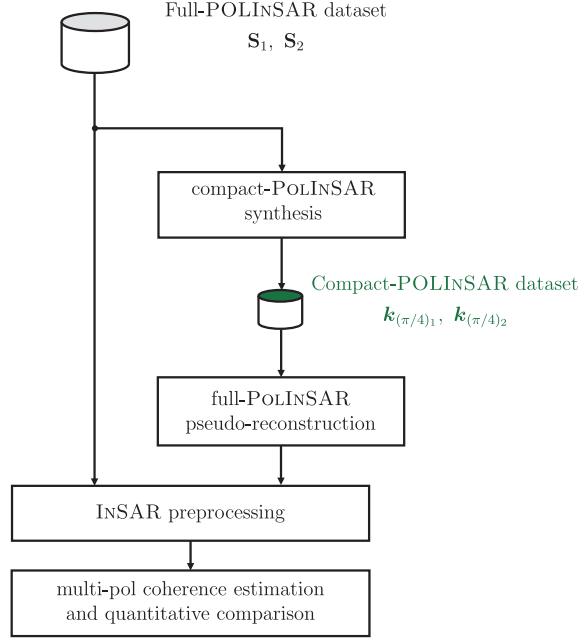 Full-POLINSAR dataset
S₁, S₂
compact-POLINSAR
synthesis
Compact-POLINSAR dataset
k₍π/4₎₁, k₍π/4₎₂
full-POLINSAR
pseudo-reconstruction
INSAR preprocessing
multi-pol coherence estimation
and quantitative comparison